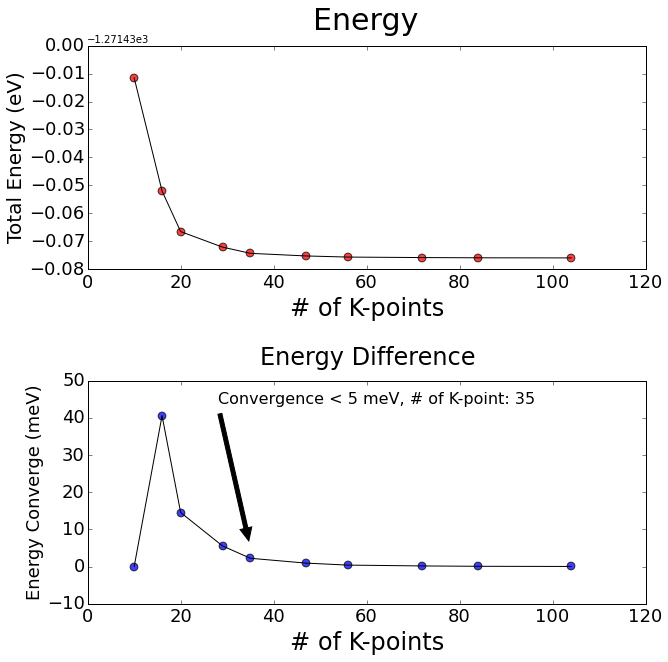 Energy
−1.27143e3
0.00
−0.01
−0.02
−0.03
−0.04
−0.05
−0.06
−0.07
−0.08
Total Energy (eV)
0 20 40 60 80 100 120
# of K-points
Energy Difference
50
40
30
20
10
0
−10
Energy Converge (meV)
Convergence < 5 meV, # of K-point: 35
0 20 40 60 80 100 120
# of K-points